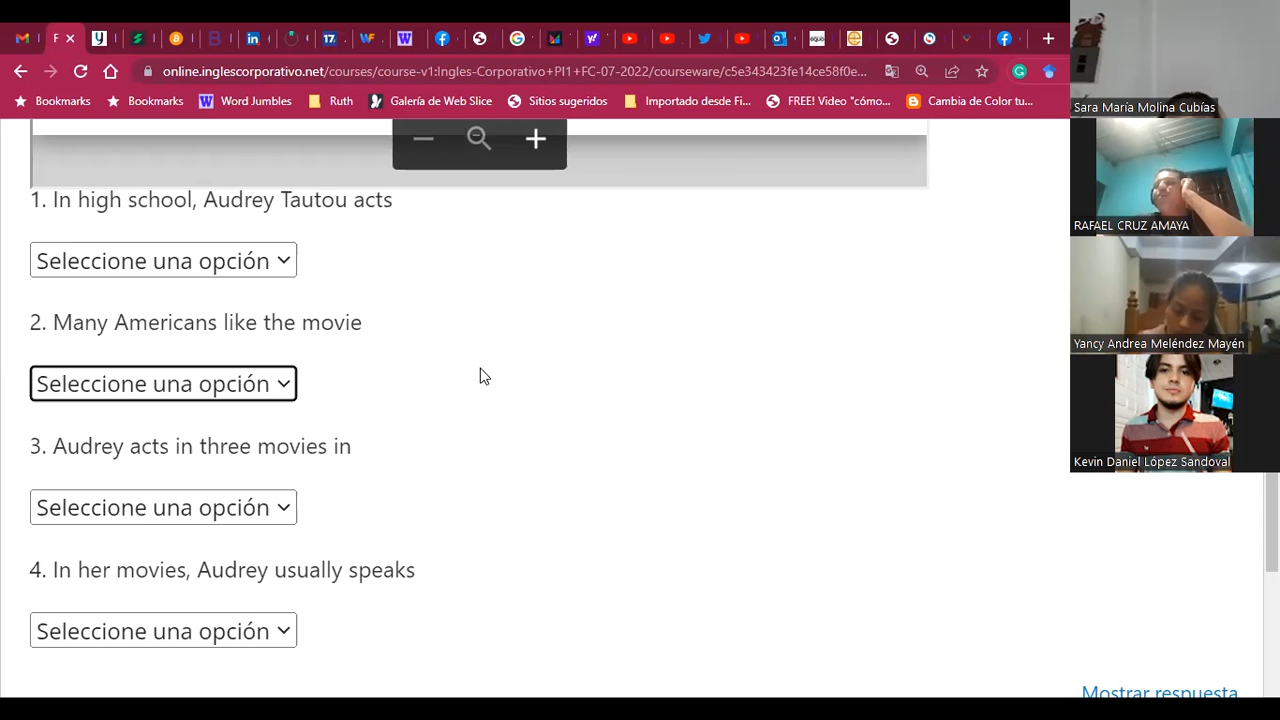 F
17
online.inglescorporativo.net/courses/course-v1:Ingles-Corporativo+PI1+FC-07-2022/courseware/c5e343423fe14ce58f0e...
Bookmarks Bookmarks Word Jumbles Ruth Galería de Web Slice Sitios sugeridos Importado desde Fi... FREE! Video "cómo... Cambia de Color tu...
1. In high school, Audrey Tautou acts
Seleccione una opción
2. Many Americans like the movie
Seleccione una opción
3. Audrey acts in three movies in
Seleccione una opción
4. In her movies, Audrey usually speaks
Seleccione una opción
Mostrar respuesta
Sara María Molina Cubías
RAFAEL CRUZ AMAYA
Yancy Andrea Meléndez Mayén
Kevin Daniel López Sandoval